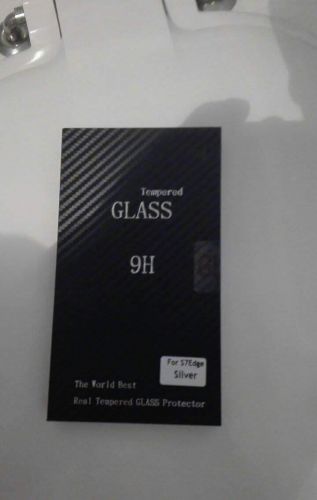 Tempered
GLASS
9H
For S7Edge
Silver
The World Best
Real Tempered GLASS Protector